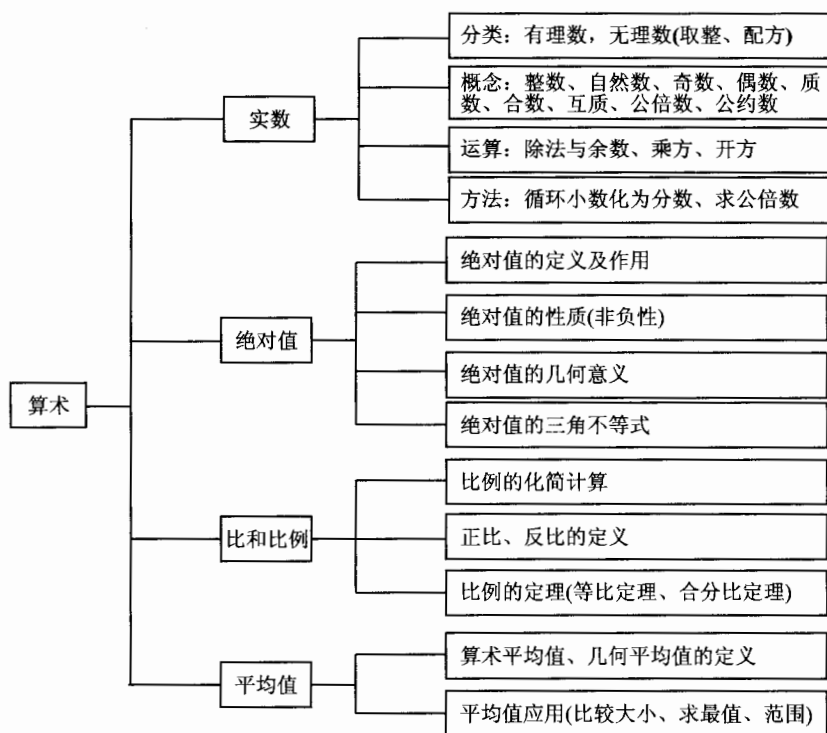 分类：有理数，无理数(取整、配方)
概念：整数、自然数、奇数、偶数、质
数、合数、互质、公倍数、公约数
实数
运算：除法与余数、乘方、开方
方法：循环小数化为分数、求公倍数
绝对值的定义及作用
绝对值的性质(非负性)
绝对值
绝对值的几何意义
绝对值的三角不等式
算术
比例的化简计算
比和比例
正比、反比的定义
比例的定理(等比定理、合分比定理)
算术平均值、几何平均值的定义
平均值
平均值应用(比较大小、求最值、范围)